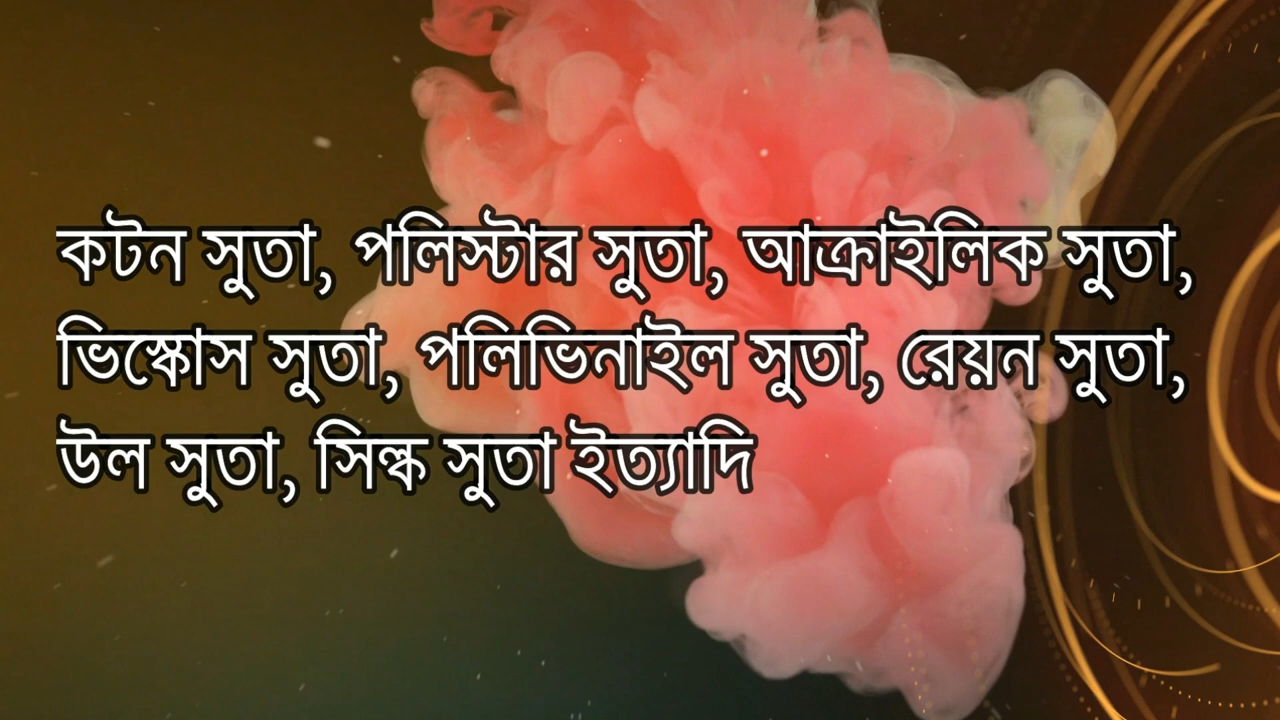 কটন সুতা, পলিস্টার সুতা, আক্রাইলিক সুতা,
ভিস্কোস সুতা, পলিভিনাইল সুতা, রেয়ন সুতা,
উল সুতা, সিল্ক সুতা ইত্যাদি